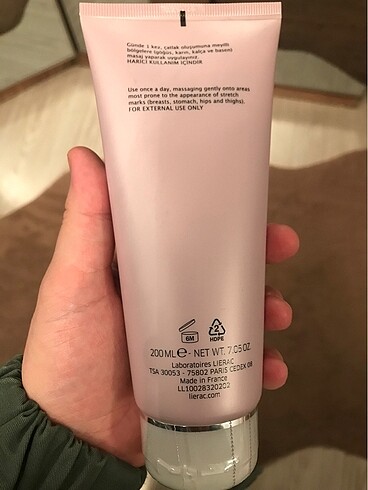 Günde 1 kez, çatlak oluşumuna meyilli
bölgelere (göğüs, karın, kalça ve basen)
masaj yaparak uygulayınız.
HARİCİ KULLANIM İÇİNDİR
Use once a day, massaging gently onto areas
most prone to the appearance of stretch
marks (breasts, stomach, hips and thighs).
FOR EXTERNAL USE ONLY
6M
2
HDPE
200 ML e - NET WT. 7.05 OZ.
Laboratoires LIERAC
TSA 30053 - 75802 PARIS CEDEX 08
Made in France
LL10028320202
lierac.com